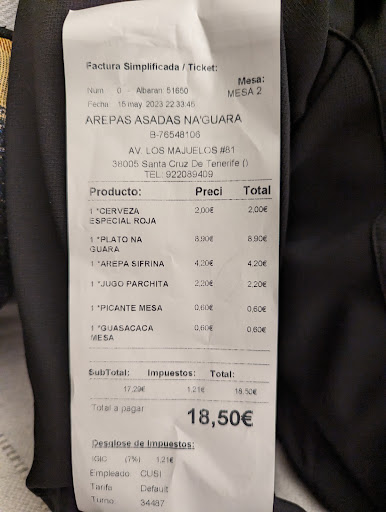 Factura Simplificada / Ticket:
Mesa:
Num 0 - Albaran: 51650 MESA 2
Fecha: 15 may. 2023 22:33:45
AREPAS ASADAS NA'GUARA
B-76548106
AV. LOS MAJUELOS #81
38005 Santa Cruz De Tenerife ()
TEL: 922089409
Producto: Preci Total
1 *CERVEZA 2,00€ 2,00€
ESPECIAL ROJA
1 *PLATO NA 8,90€ 8,90€
GUARA
1 *AREPA SIFRINA 4,20€ 4,20€
1 *JUGO PARCHITA 2,20€ 2,20€
1 *PICANTE MESA 0,60€ 0,60€
1 *GUASACACA 0,60€ 0,60€
MESA
SubTotal: Impuestos: Total:
17,29€ 1,21€ 18,50€
Total a pagar
18,50€
Desglose de Impuestos:
IGIC (7%) 1,21€
Empleado CUSI
Tarifa Default
Turno 34487